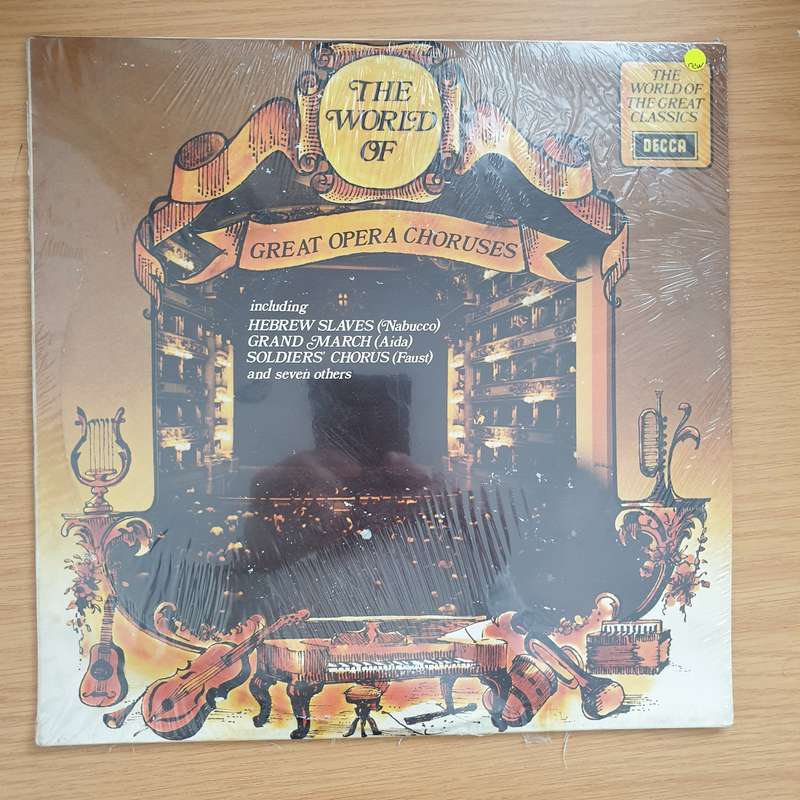 THE
WORLD
OF
GREAT OPERA CHORUSES
including
HEBREW SLAVES (Nabucco)
GRAND MARCH (Aida)
SOLDIERS' CHORUS (Faust)
and seven others
new
THE
WORLD OF
THE GREAT
CLASSICS
DECCA